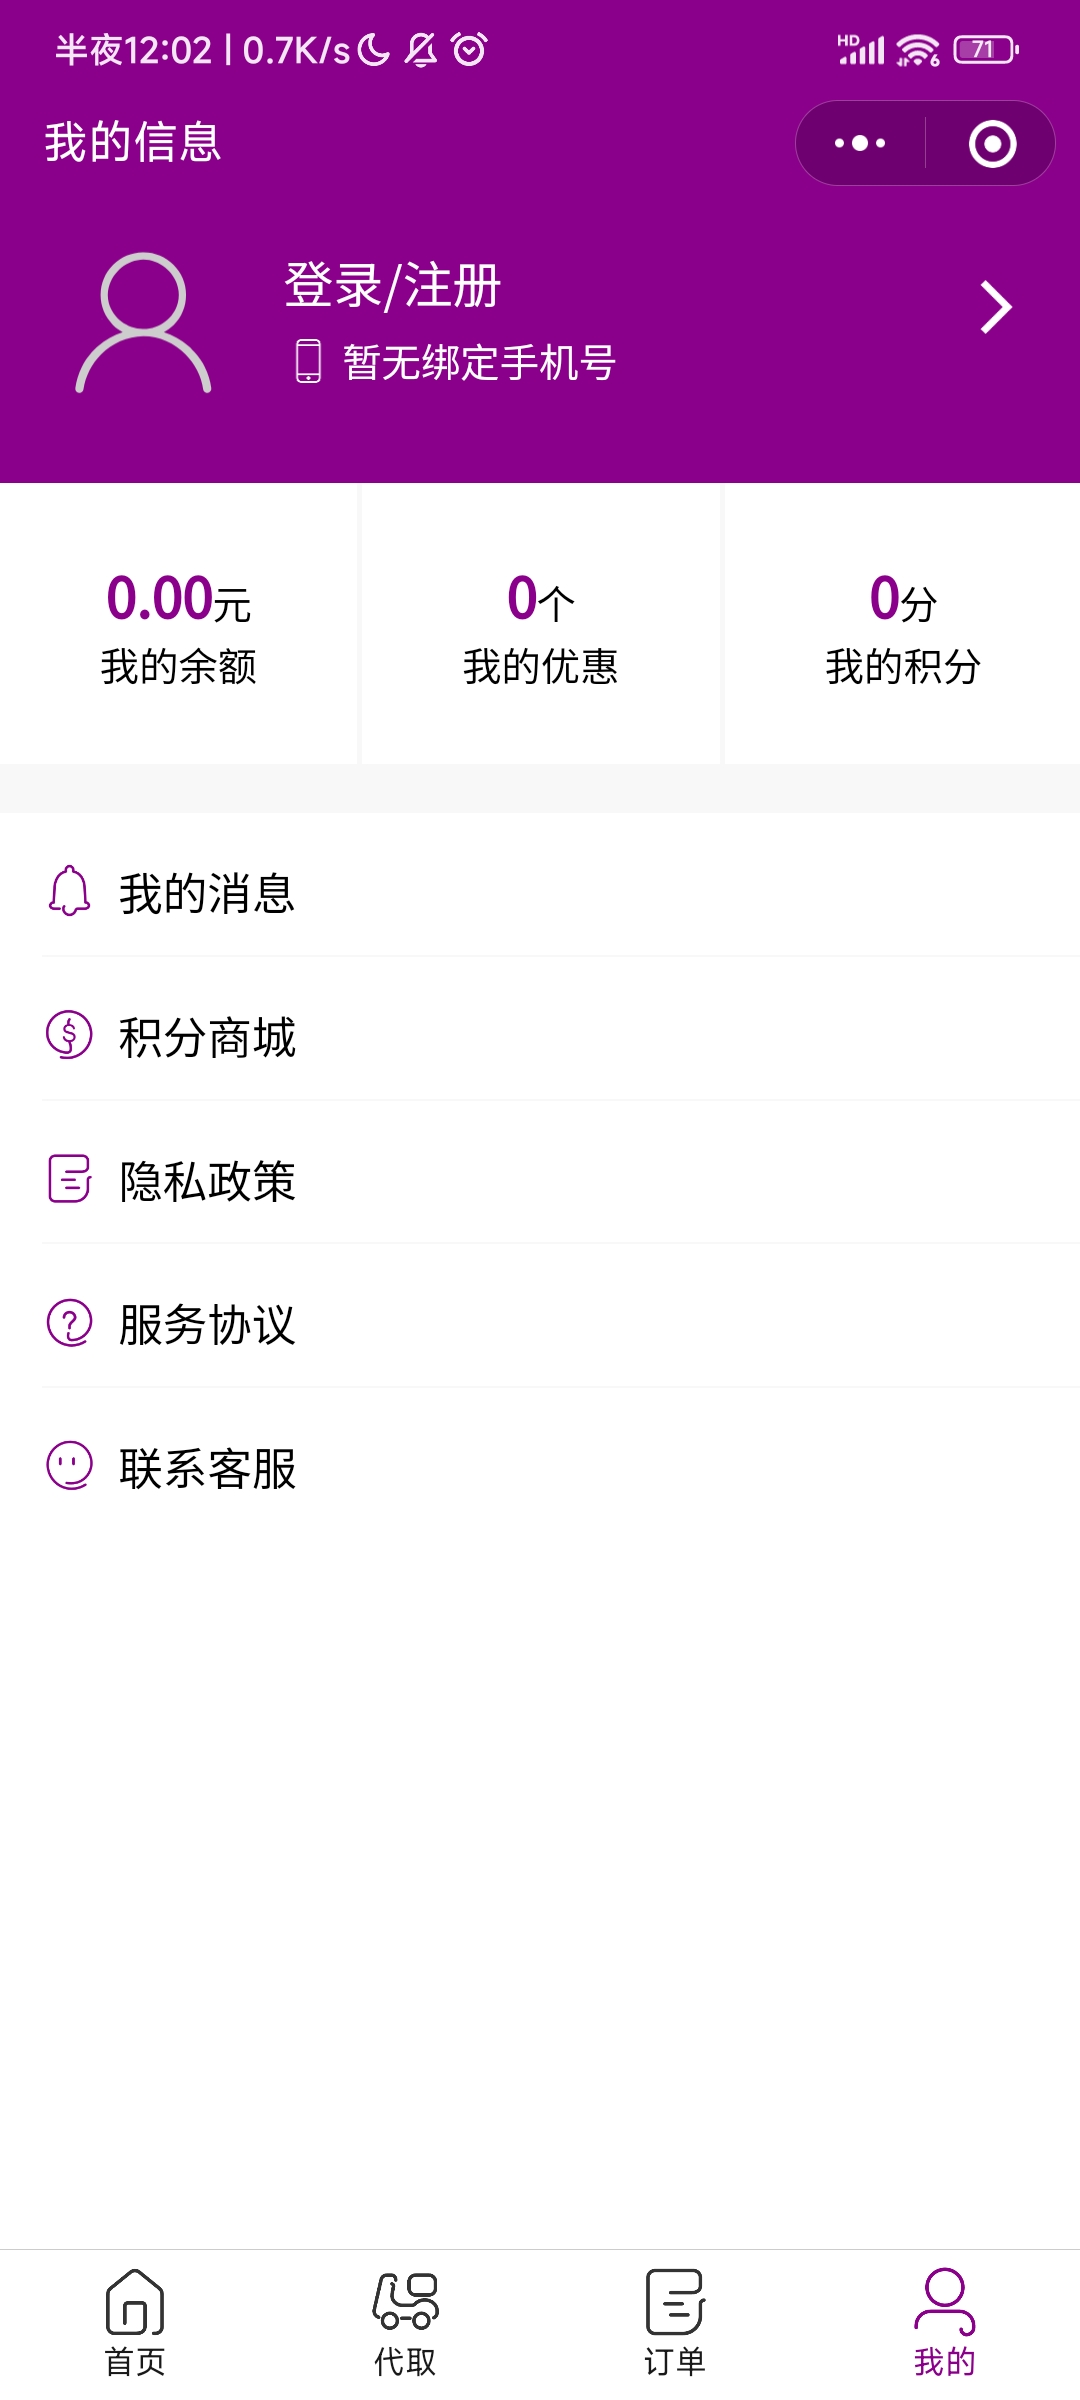 半夜12:02 | 0.7K/s
HD
6
71
我的信息
登录/注册
暂无绑定手机号
0.00元
我的余额
0个
我的优惠
0分
我的积分
我的消息
积分商城
隐私政策
服务协议
联系客服
首页
代取
订单
我的